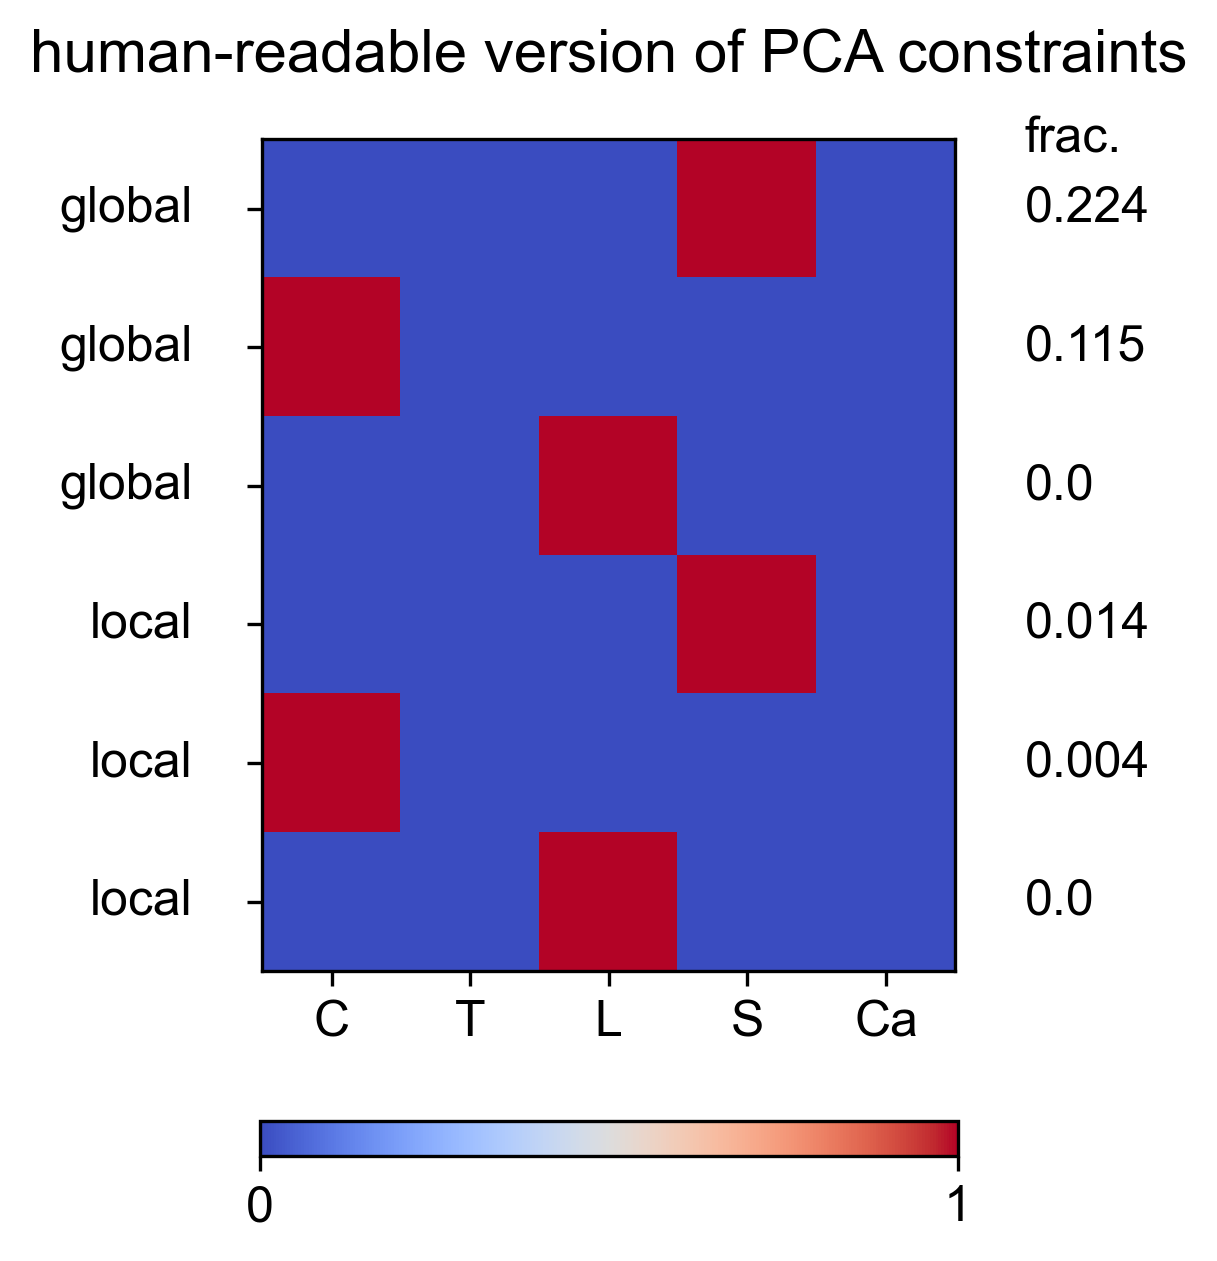 human-readable version of PCA constraints
frac.
global 0.224
global 0.115
global 0.0
local 0.014
local 0.004
local 0.0
C T L S Ca
0 1